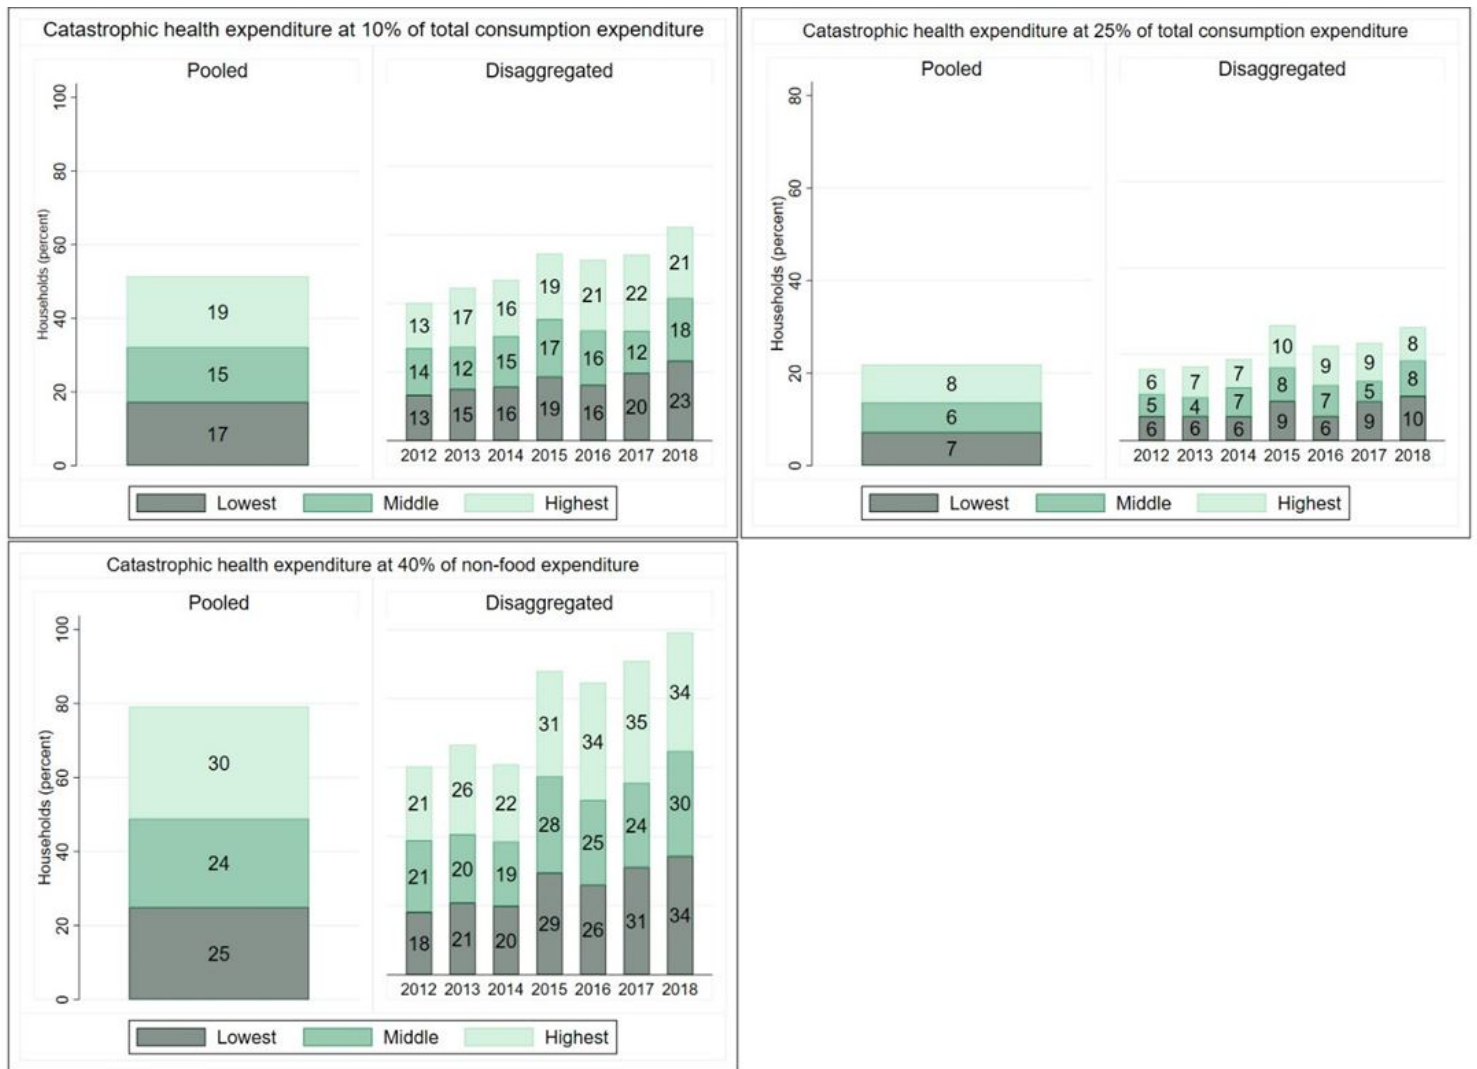 Catastrophic health expenditure at 10% of total consumption expenditure
Pooled
Disaggregated
Households (percent)
100
80
60
40
20
0
19
15
17
13 17 16 19 21 22 21
14 12 15 17 16 12 18
13 15 16 19 16 20 23
2012 2013 2014 2015 2016 2017 2018
Lowest Middle Highest
Catastrophic health expenditure at 25% of total consumption expenditure
Pooled
Disaggregated
Households (percent)
80
60
40
20
0
8
6
7
6 7 7 10 9 9 8
5 4 7 8 7 5 8
6 6 6 9 6 9 10
2012 2013 2014 2015 2016 2017 2018
Lowest Middle Highest
Catastrophic health expenditure at 40% of non-food expenditure
Pooled
Disaggregated
Households (percent)
100
80
60
40
20
0
30
24
25
21 26 22 31 34 35 34
21 20 19 28 25 24 30
18 21 20 29 26 31 34
2012 2013 2014 2015 2016 2017 2018
Lowest Middle Highest